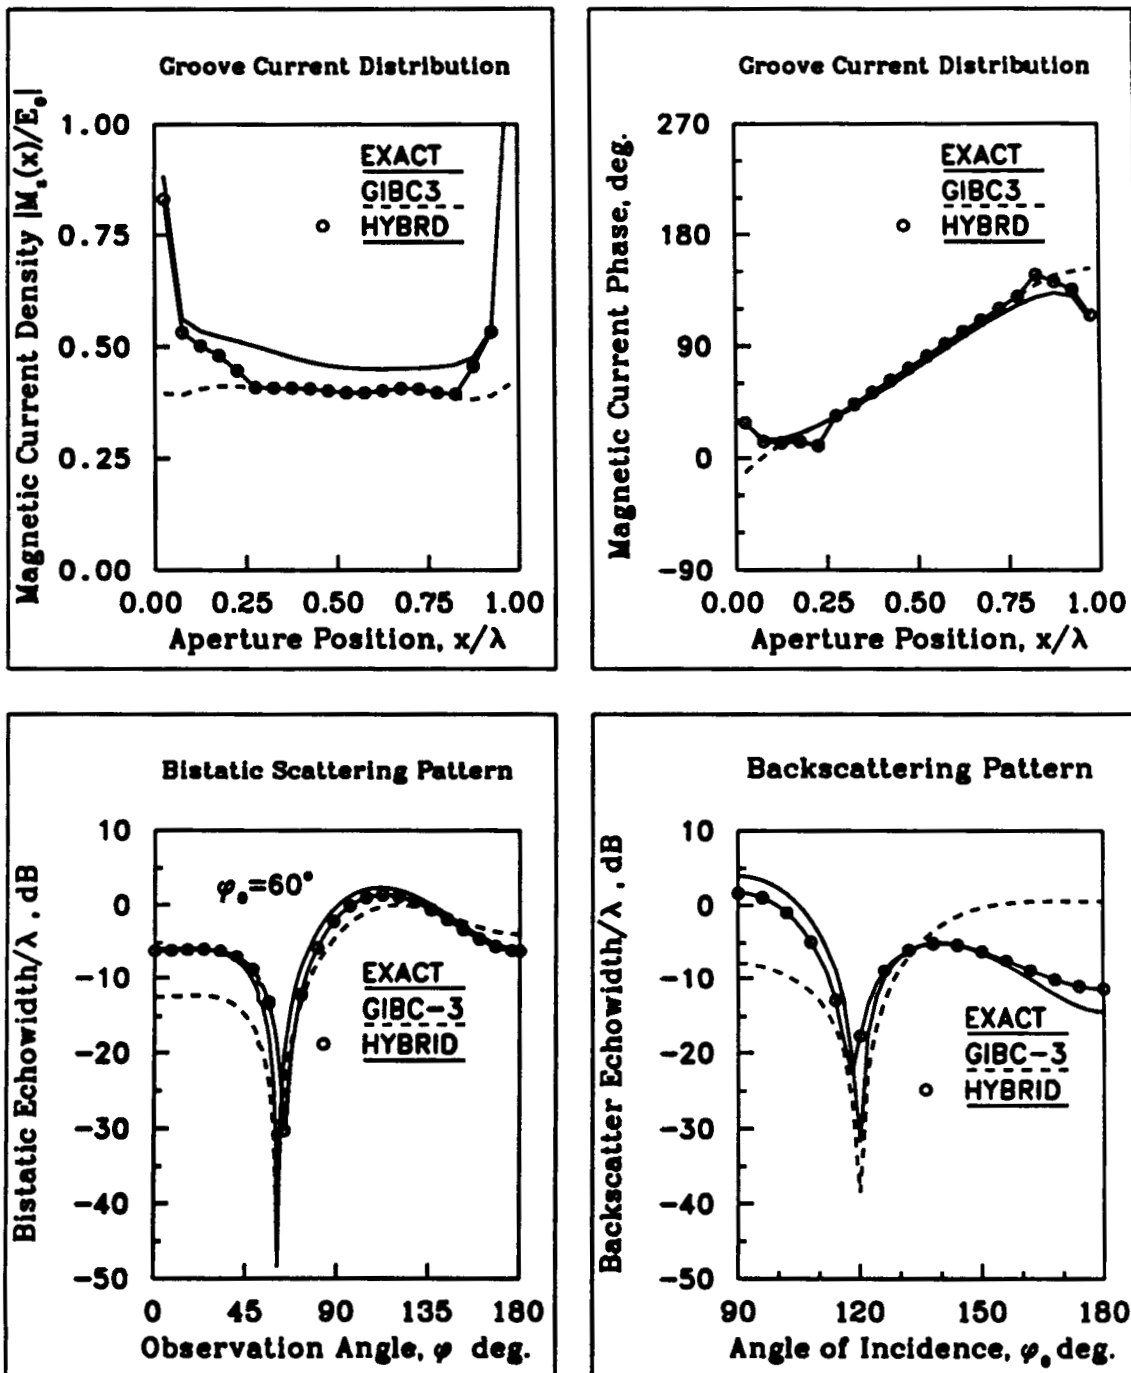 Groove Current Distribution
Magnetic Current Density |Mₛ(x)/E₀|
1.00
0.75
0.50
0.25
0.00
EXACT
GIBC3
HYBRD
0.00 0.25 0.50 0.75 1.00
Aperture Position, x/λ
Groove Current Distribution
Magnetic Current Phase, deg.
270
180
90
0
-90
EXACT
GIBC3
HYBRD
0.00 0.25 0.50 0.75 1.00
Aperture Position, x/λ
Bistatic Scattering Pattern
Bistatic Echowidth/λ , dB
10
0
-10
-20
-30
-40
-50
φ₀=60°
EXACT
GIBC-3
HYBRID
0 45 90 135 180
Observation Angle, φ deg.
Backscattering Pattern
Backscatter Echowidth/λ , dB
10
0
-10
-20
-30
-40
-50
EXACT
GIBC-3
HYBRID
90 120 150 180
Angle of Incidence, φ₀ deg.